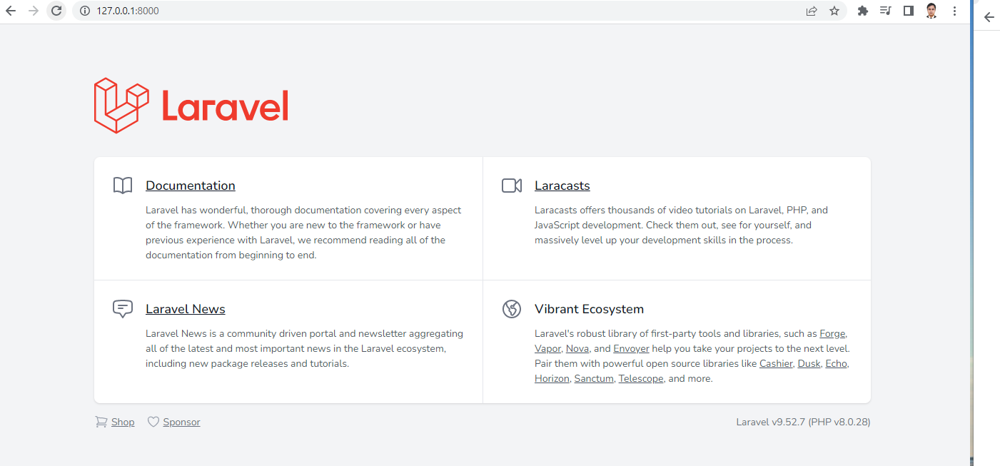 127.0.0.1:8000
Laravel
Documentation
Laravel has wonderful, thorough documentation covering every aspect
of the framework. Whether you are new to the framework or have
previous experience with Laravel, we recommend reading all of the
documentation from beginning to end.
Laracasts
Laracasts offers thousands of video tutorials on Laravel, PHP, and
JavaScript development. Check them out, see for yourself, and
massively level up your development skills in the process.
Laravel News
Laravel News is a community driven portal and newsletter aggregating
all of the latest and most important news in the Laravel ecosystem,
including new package releases and tutorials.
Vibrant Ecosystem
Laravel's robust library of first-party tools and libraries, such as Forge,
Vapor, Nova, and Envoyer help you take your projects to the next level.
Pair them with powerful open source libraries like Cashier, Dusk, Echo,
Horizon, Sanctum, Telescope, and more.
Shop
Sponsor
Laravel v9.52.7 (PHP v8.0.28)